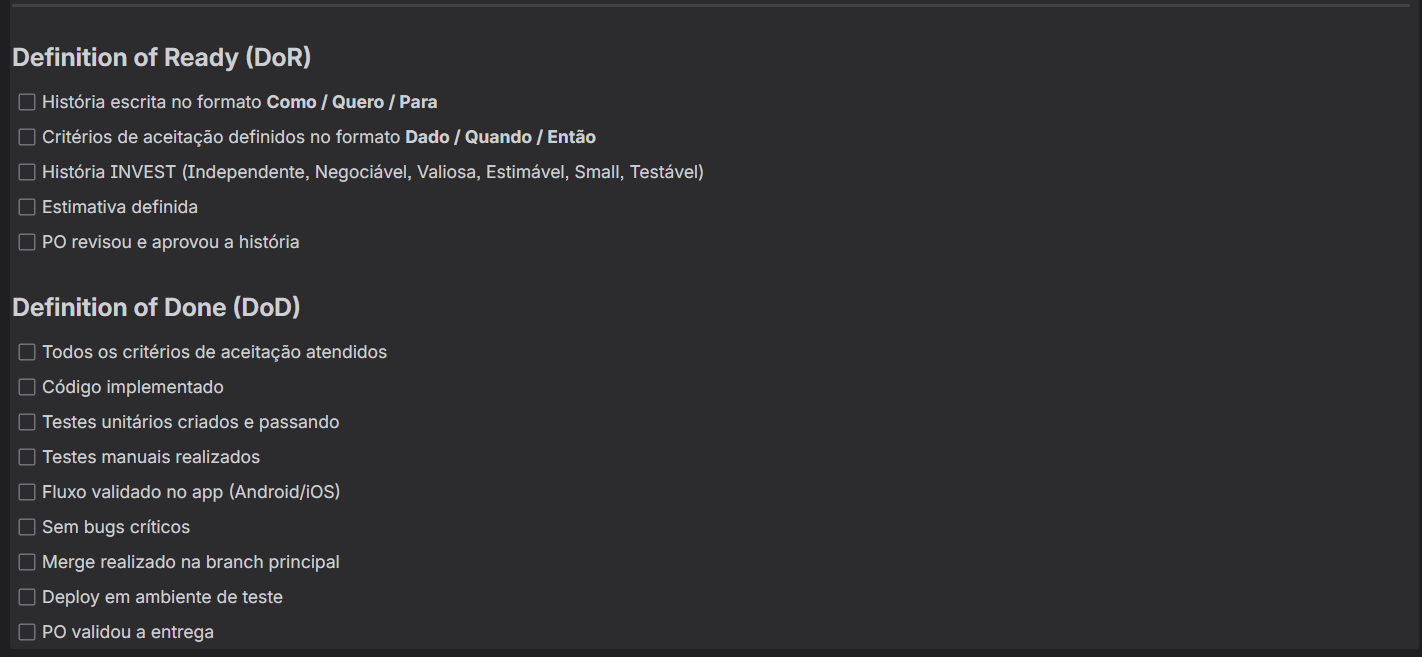 Definition of Ready (DoR)
História escrita no formato Como / Quero / Para
Critérios de aceitação definidos no formato Dado / Quando / Então
História INVEST (Independente, Negociável, Valiosa, Estimável, Small, Testável)
Estimativa definida
PO revisou e aprovou a história
Definition of Done (DoD)
Todos os critérios de aceitação atendidos
Código implementado
Testes unitários criados e passando
Testes manuais realizados
Fluxo validado no app (Android/iOS)
Sem bugs críticos
Merge realizado na branch principal
Deploy em ambiente de teste
PO validou a entrega